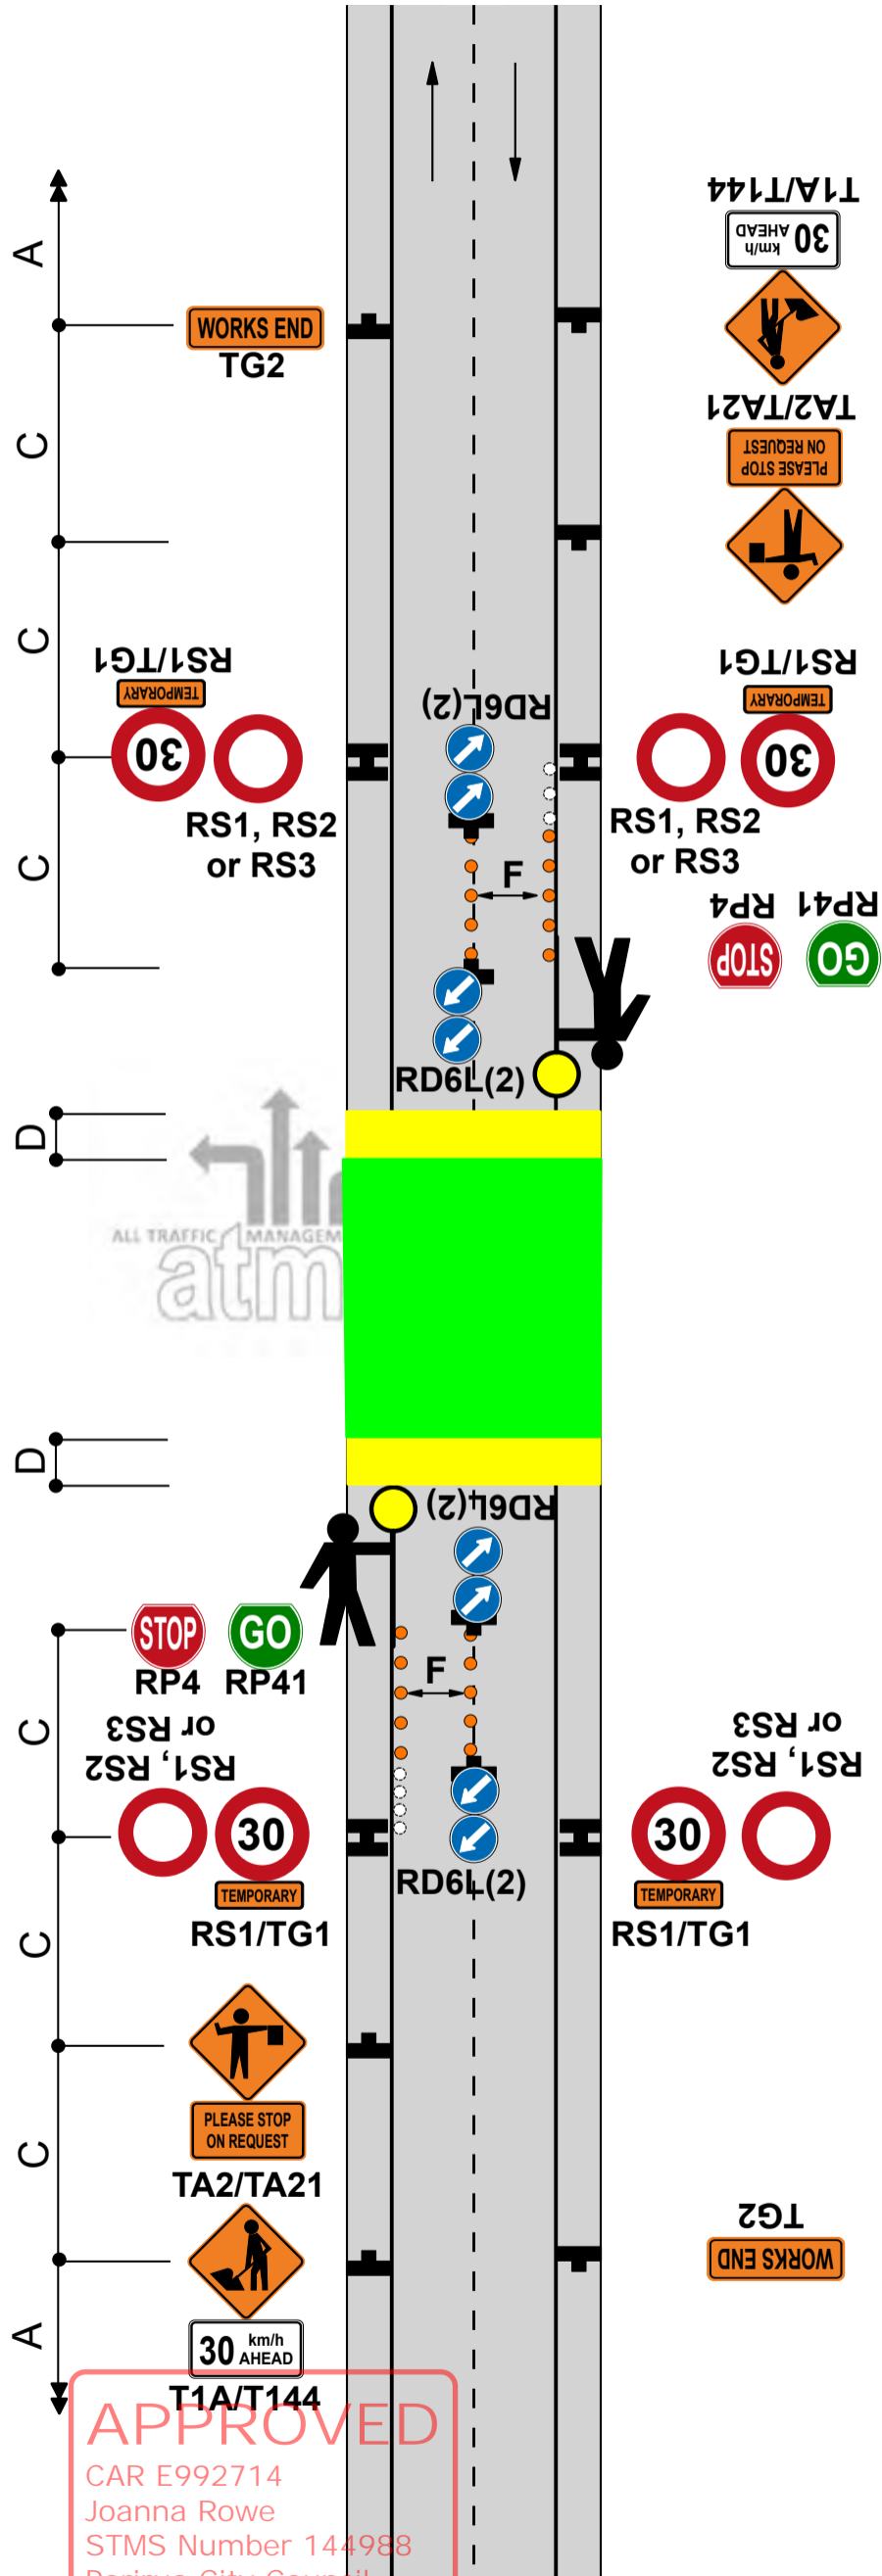 T1A/T144
30 km/h AHEAD
A
WORKS END
TG2
TA2/TA21
PLEASE STOP
ON REQUEST
C
C
RS1/TG1
TEMPORARY
30
RS1, RS2
or RS3
RD6L(2)
RS1/TG1
TEMPORARY
30
RS1, RS2
or RS3
C
F
RP4
RP41
STOP
GO
RD6L(2)
D
ALL TRAFFIC
atm
D
RD6L(2)
STOP
GO
RP4
RP41
F
C
RS1, RS2
or RS3
30
TEMPORARY
RS1/TG1
RD6L(2)
RS1, RS2
or RS3
30
TEMPORARY
RS1/TG1
C
PLEASE STOP
ON REQUEST
TA2/TA21
C
TG2
WORKS END
A
30 km/h AHEAD
T1A/T144
APPROVED
CAR E992714
Joanna Rowe
STMS Number 144988
Porirua City Council